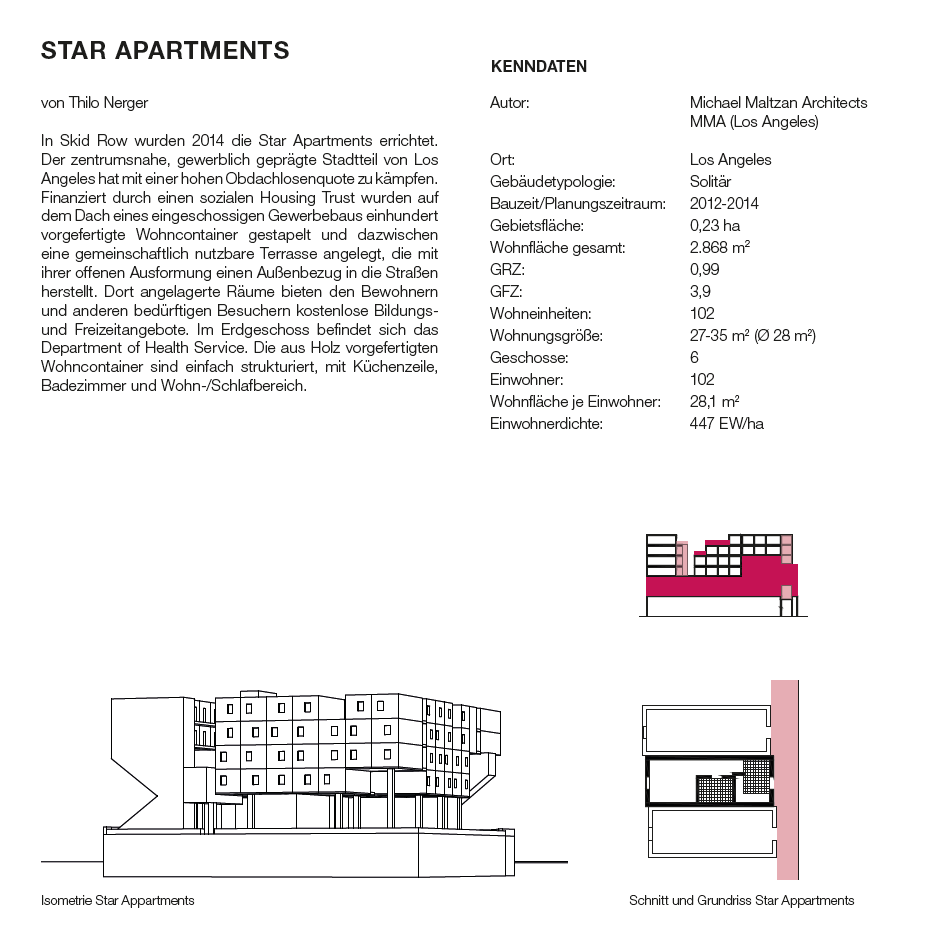 STAR APARTMENTS
von Thilo Nerger
In Skid Row wurden 2014 die Star Apartments errichtet.
Der zentrumsnahe, gewerblich geprägte Stadtteil von Los
Angeles hat mit einer hohen Obdachlosenquote zu kämpfen.
Finanziert durch einen sozialen Housing Trust wurden auf
dem Dach eines eingeschossigen Gewerbebaus einhundert
vorgefertigte Wohncontainer gestapelt und dazwischen
eine gemeinschaftlich nutzbare Terrasse angelegt, die mit
ihrer offenen Ausformung einen Außenbezug in die Straßen
herstellt. Dort angelagerte Räume bieten den Bewohnern
und anderen bedürftigen Besuchern kostenlose Bildungs-
und Freizeitangebote. Im Erdgeschoss befindet sich das
Department of Health Service. Die aus Holz vorgefertigten
Wohncontainer sind einfach strukturiert, mit Küchenzeile,
Badezimmer und Wohn-/Schlafbereich.
KENNDATEN
Autor: Michael Maltzan Architects
MMA (Los Angeles)
Ort: Los Angeles
Gebäudetypologie: Solitär
Bauzeit/Planungszeitraum: 2012-2014
Gebietsfläche: 0,23 ha
Wohnfläche gesamt: 2.868 m²
GRZ: 0,99
GFZ: 3,9
Wohneinheiten: 102
Wohnungsgröße: 27-35 m² (Ø 28 m²)
Geschosse: 6
Einwohner: 102
Wohnfläche je Einwohner: 28,1 m²
Einwohnerdichte: 447 EW/ha
Isometrie Star Appartments
Schnitt und Grundriss Star Appartments